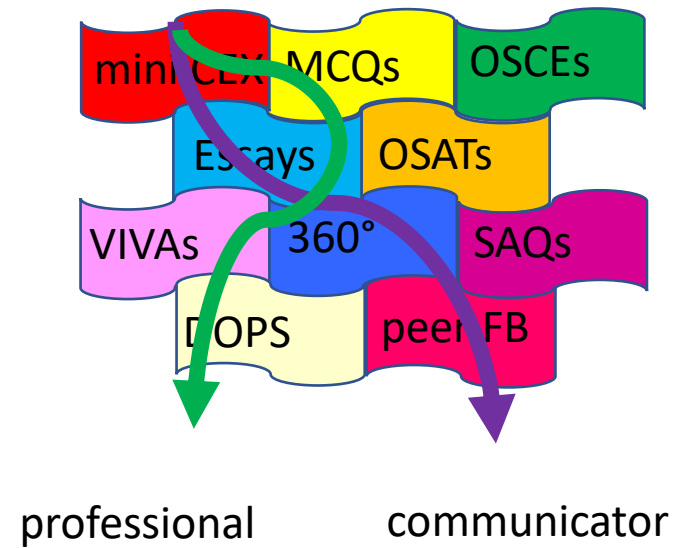 mini CEX MCQs OSCEs
Essays OSATs
VIVAs 360° SAQs
DOPS peer FB
professional communicator